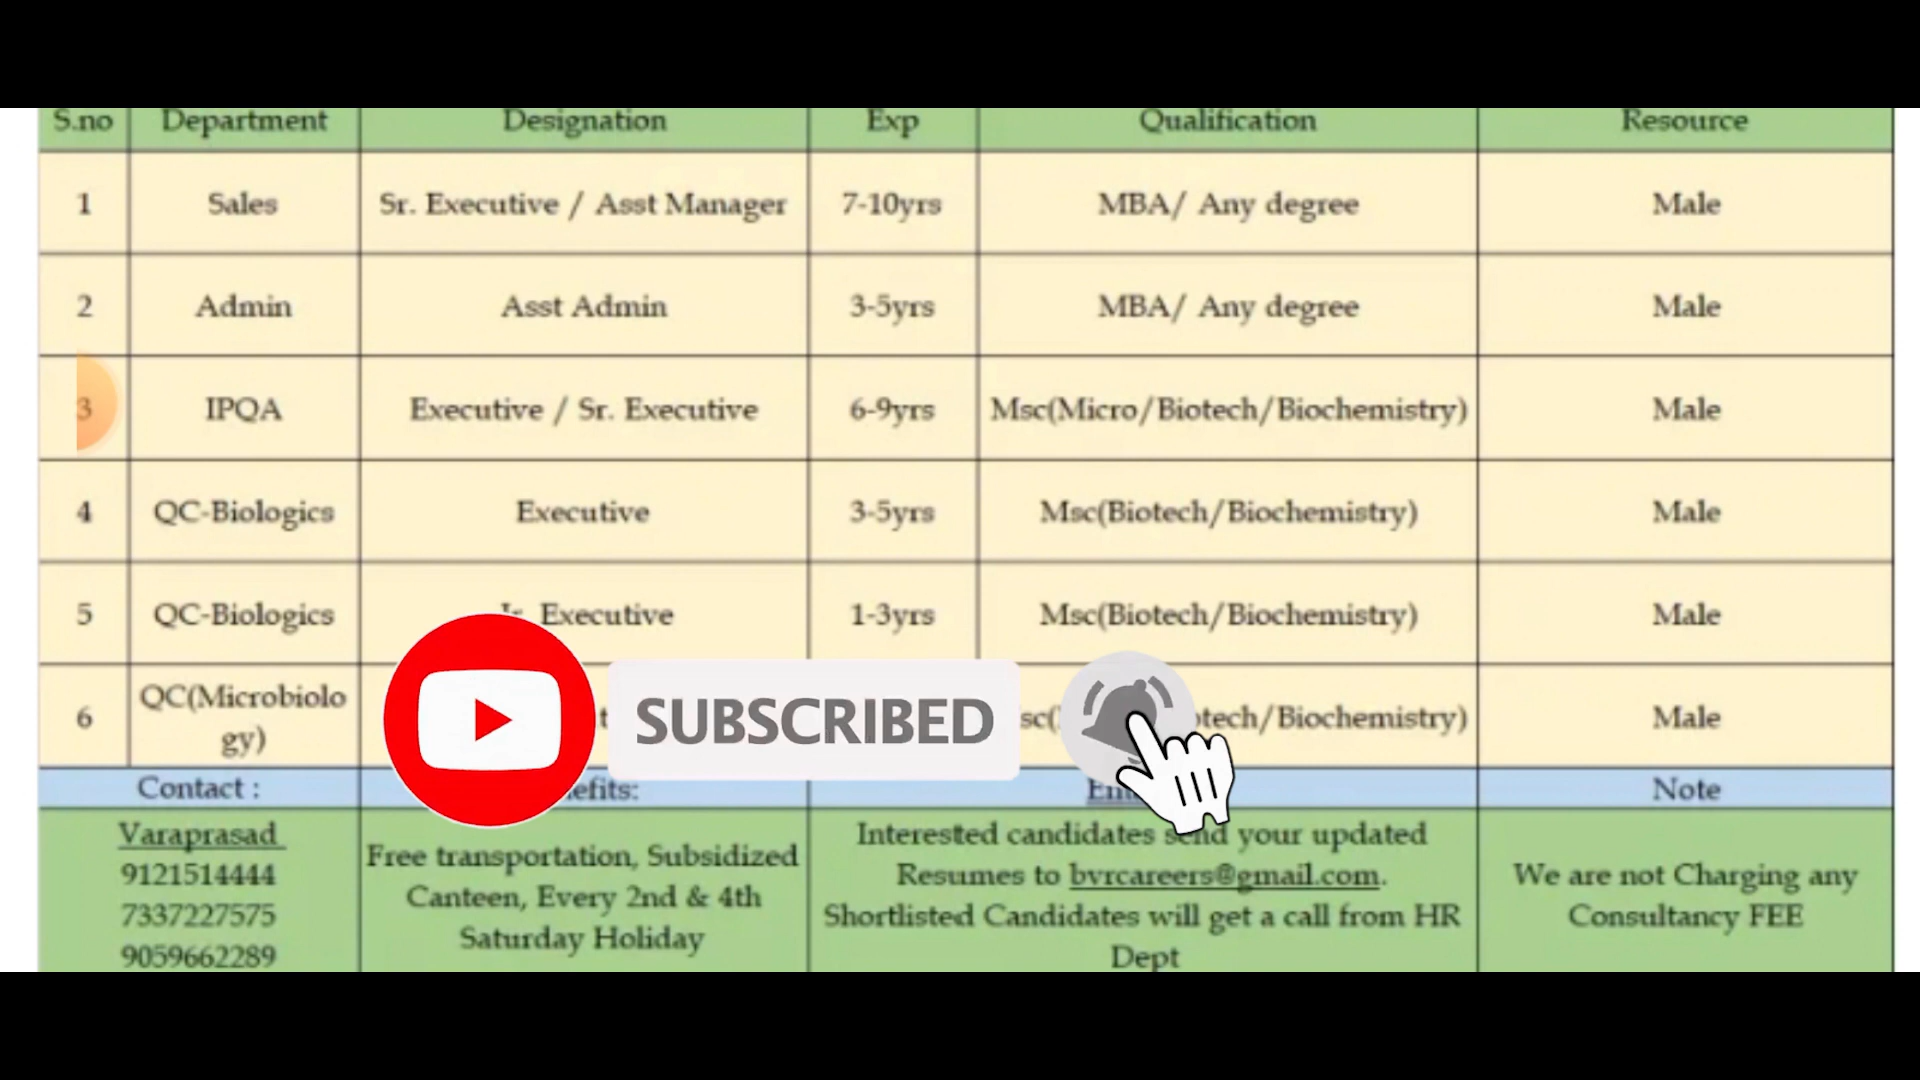 S.no Department Designation Exp Qualification Resource
1 Sales Sr. Executive / Asst Manager 7-10yrs MBA/ Any degree Male
2 Admin Asst Admin 3-5yrs MBA/ Any degree Male
3 IPQA Executive / Sr. Executive 6-9yrs Msc(Micro/Biotech/Biochemistry) Male
4 QC-Biologics Executive 3-5yrs Msc(Biotech/Biochemistry) Male
5 QC-Biologics Executive 1-3yrs Msc(Biotech/Biochemistry) Male
6 QC(Microbiolo
gy) /Biochemistry) Male
SUBSCRIBED
Contact : Note
Varaprasad
9121514444
7337227575
9059662289
Free transportation, Subsidized
Canteen, Every 2nd & 4th
Saturday Holiday
Interested candidates send your updated
Resumes to bvrcareers@gmail.com.
Shortlisted Candidates will get a call from HR
Dept
We are not Charging any
Consultancy FEE